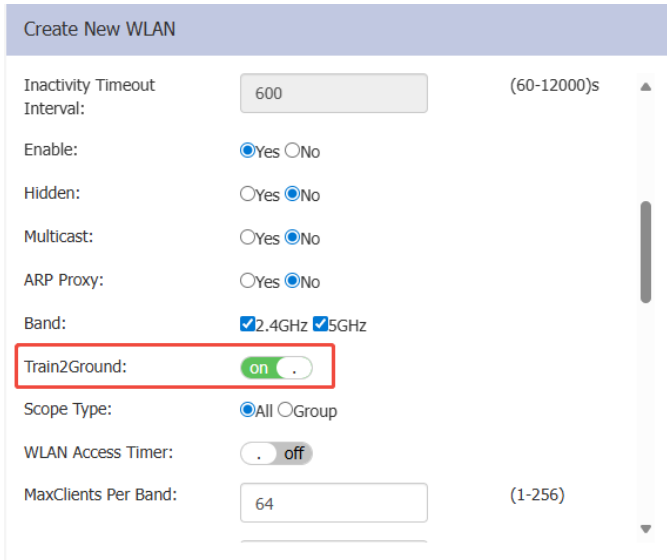 Create New WLAN
Inactivity Timeout
Interval:
600
(60-12000)s
Enable:
Yes No
Hidden:
Yes No
Multicast:
Yes No
ARP Proxy:
Yes No
Band:
2.4GHz 5GHz
Train2Ground:
on .
Scope Type:
All Group
WLAN Access Timer:
. off
MaxClients Per Band:
64
(1-256)